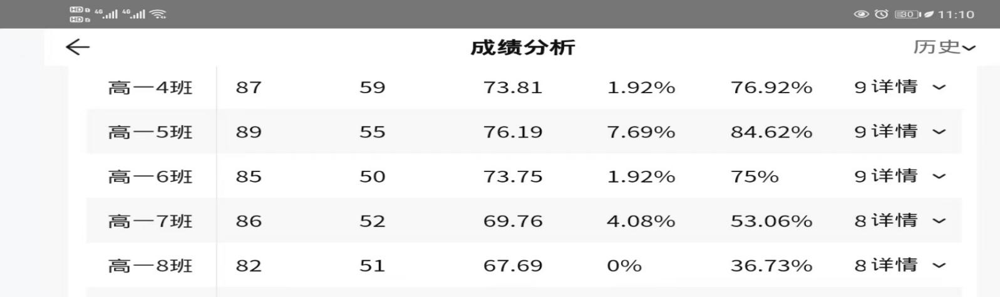 HD 1 4G 4G 30 11:10
HD 2
成绩分析 历史
高一4班 87 59 73.81 1.92% 76.92% 9 详情
高一5班 89 55 76.19 7.69% 84.62% 9 详情
高一6班 85 50 73.75 1.92% 75% 9 详情
高一7班 86 52 69.76 4.08% 53.06% 8 详情
高一8班 82 51 67.69 0% 36.73% 8 详情